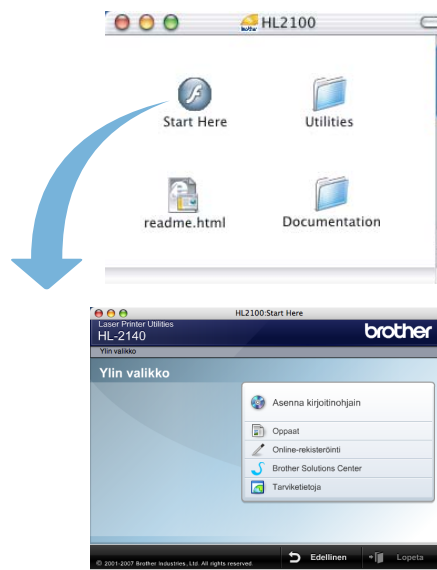 HL2100
Start Here
Utilities
readme.html
Documentation
HL2100:Start Here
Laser Printer Utilities
HL-2140
brother
Ylin valikko
Ylin valikko
Asenna kirjoitinohjain
Oppaat
Online-rekisteröinti
Brother Solutions Center
Tarviketietoja
© 2001-2007 Brother Industries, Ltd. All rights reserved.
Edellinen
Lopeta